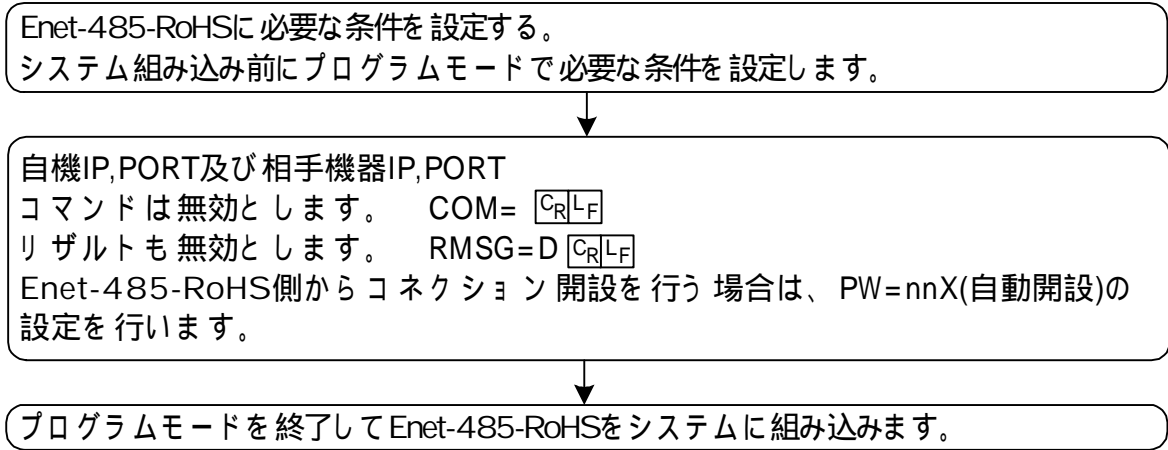 Enet-485-RoHSに必要な条件を設定する。
システム組み込み前にプログラムモードで必要な条件を設定します。
自機IP,PORT及び相手機器IP,PORT
コマンドは無効とします。 COM= CRLF
リザルトも無効とします。 RMSG=D CRLF
Enet-485-RoHS側からコネクション開設を行う場合は、PW=nnX(自動開設)の
設定を行います。
プログラムモードを終了してEnet-485-RoHSをシステムに組み込みます。